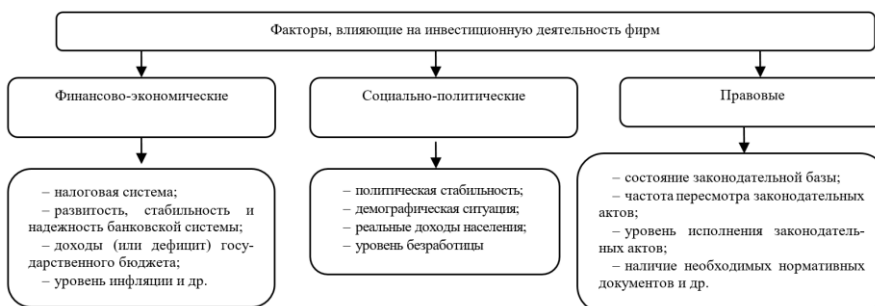 Факторы, влияющие на инвестиционную деятельность фирм
Финансово-экономические
Социально-политические
Правовые
– налоговая система;
– развитость, стабильность и
надежность банковской системы;
– доходы (или дефицит) госу-
дарственного бюджета;
– уровень инфляции и др.
– политическая стабильность;
– демографическая ситуация;
– реальные доходы населения;
– уровень безработицы
– состояние законодательной базы;
– частота пересмотра законодательных
актов;
– уровень исполнения законодатель-
ных актов;
– наличие необходимых нормативных
документов и др.